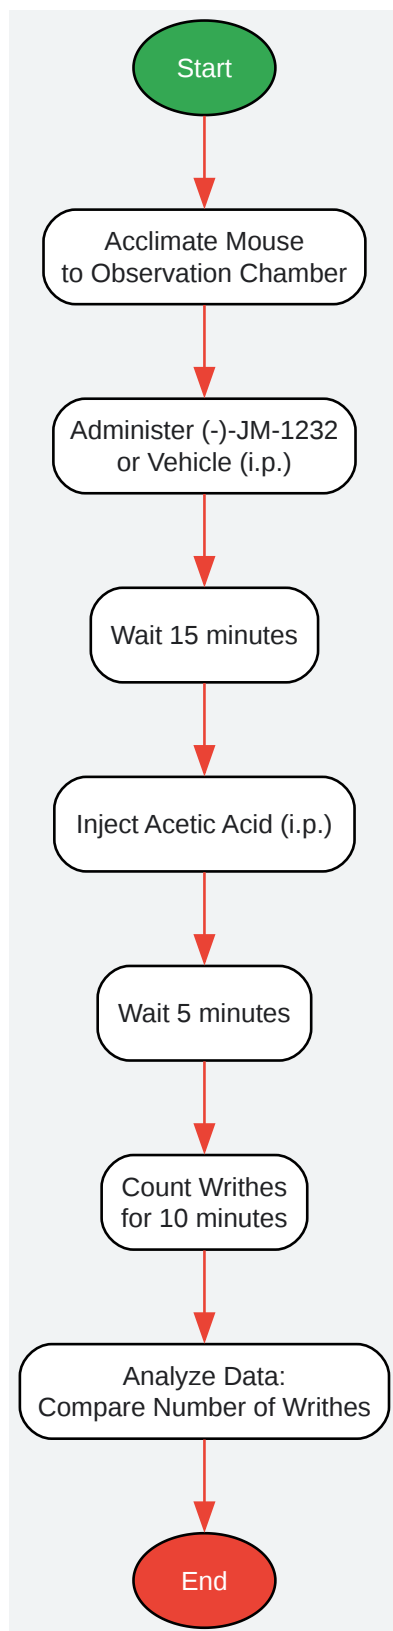 Start
Acclimate Mouse
to Observation Chamber
Administer (-)-JM-1232
or Vehicle (i.p.)
Wait 15 minutes
Inject Acetic Acid (i.p.)
Wait 5 minutes
Count Writhes
for 10 minutes
Analyze Data:
Compare Number of Writhes
End